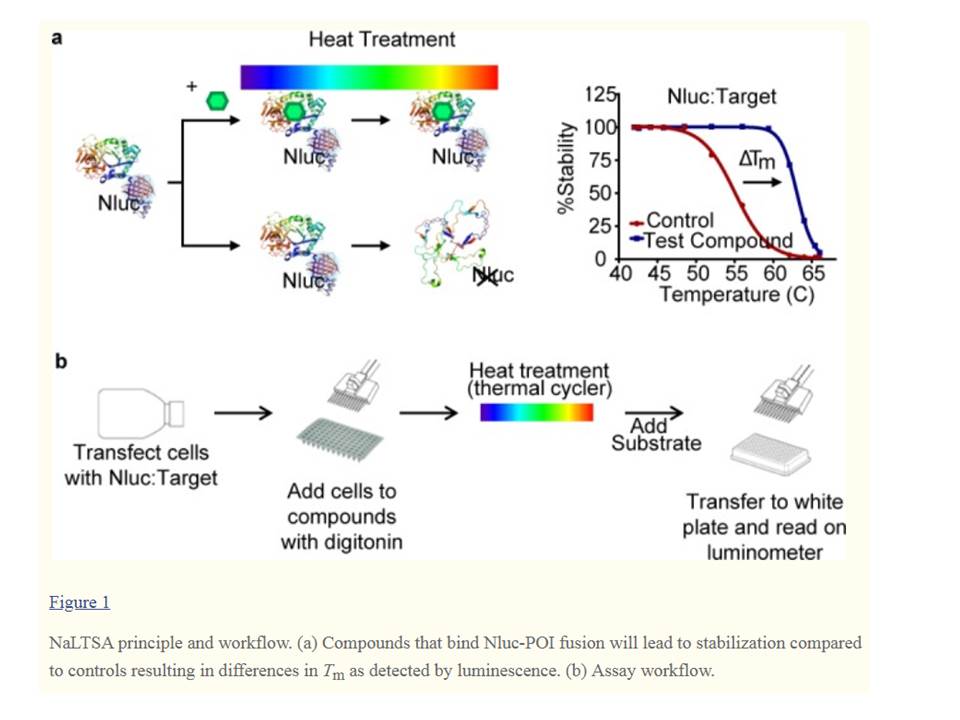 a
Heat Treatment
+
Nluc
Nluc
Nluc
Nluc
Nluc
Nluc:Target
%Stability
125
100
75
50
25
0
ΔTm
Control
Test Compound
40 45 50 55 60 65
Temperature (C)
b
Transfect cells
with Nluc:Target
Add cells to
compounds
with digitonin
Heat treatment
(thermal cycler)
Add
Substrate
Transfer to white
plate and read on
luminometer
Figure 1
NaLTSA principle and workflow. (a) Compounds that bind Nluc-POI fusion will lead to stabilization compared
to controls resulting in differences in Tm as detected by luminescence. (b) Assay workflow.